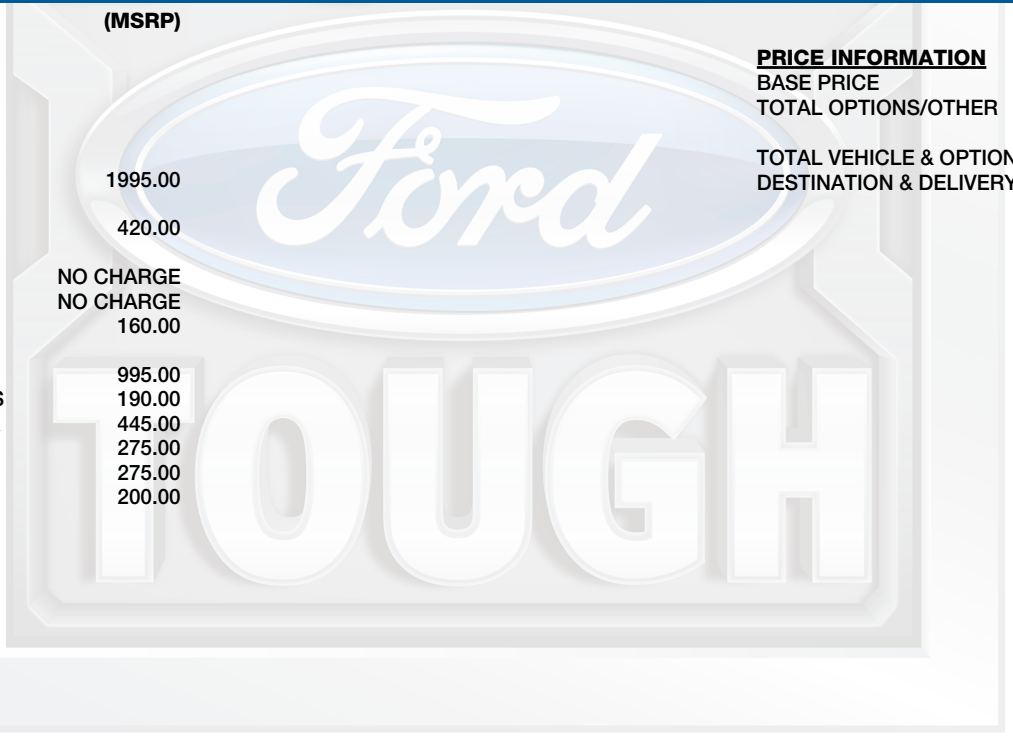 (MSRP)
1995.00
420.00
NO CHARGE
NO CHARGE
160.00
995.00
S 190.00
445.00
275.00
275.00
200.00
PRICE INFORMATION
BASE PRICE
TOTAL OPTIONS/OTHER
TOTAL VEHICLE & OPTION
DESTINATION & DELIVERY
Ford
TOUGH